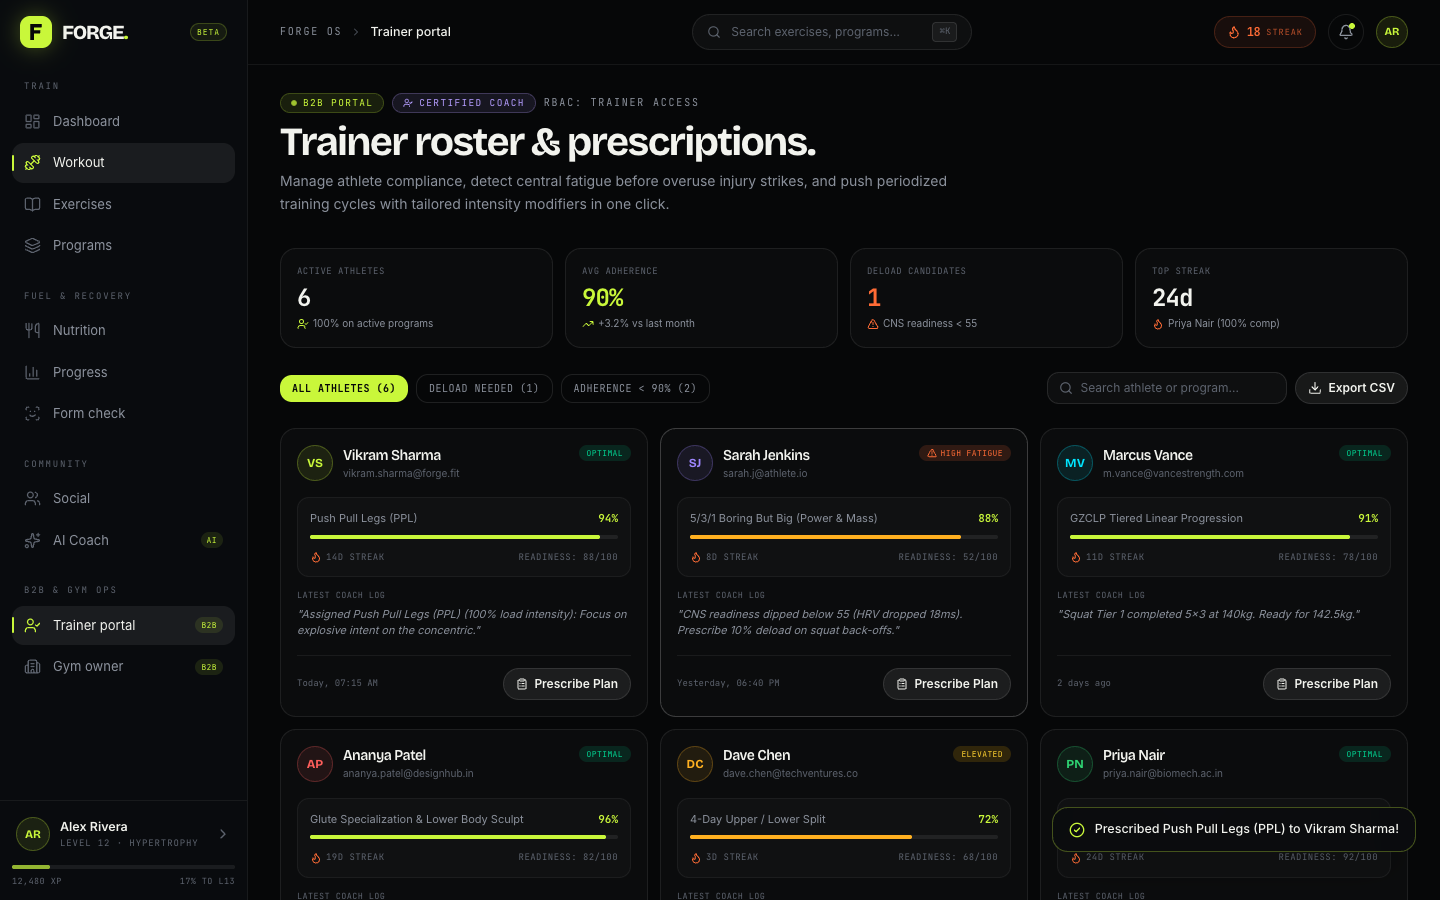 F FORGE. BETA
TRAIN
Dashboard
Workout
Exercises
Programs
FUEL & RECOVERY
Nutrition
Progress
Form check
COMMUNITY
Social
AI Coach AI
B2B & GYM OPS
Trainer portal B2B
Gym owner B2B
AR Alex Rivera
LEVEL 12 · HYPERTROPHY
12,480 XP 17% TO L13
FORGE OS > Trainer portal
Search exercises, programs... ⌘K
18 STREAK
AR
B2B PORTAL CERTIFIED COACH RBAC: TRAINER ACCESS
Trainer roster & prescriptions.
Manage athlete compliance, detect central fatigue before overuse injury strikes, and push periodized
training cycles with tailored intensity modifiers in one click.
ACTIVE ATHLETES
6
100% on active programs
AVG ADHERENCE
90%
+3.2% vs last month
DELOAD CANDIDATES
1
CNS readiness < 55
TOP STREAK
24d
Priya Nair (100% comp)
ALL ATHLETES (6) DELOAD NEEDED (1) ADHERENCE < 90% (2)
Search athlete or program... Export CSV
VS Vikram Sharma OPTIMAL
vikram.sharma@forge.fit
Push Pull Legs (PPL) 94%
14D STREAK READINESS: 88/100
LATEST COACH LOG
"Assigned Push Pull Legs (PPL) (100% load intensity): Focus on
explosive intent on the concentric."
Today, 07:15 AM Prescribe Plan
SJ Sarah Jenkins HIGH FATIGUE
sarah.j@athlete.io
5/3/1 Boring But Big (Power & Mass) 88%
8D STREAK READINESS: 52/100
LATEST COACH LOG
"CNS readiness dipped below 55 (HRV dropped 18ms).
Prescribe 10% deload on squat back-offs."
Yesterday, 06:40 PM Prescribe Plan
MV Marcus Vance OPTIMAL
m.vance@vancestrength.com
GZCLP Tiered Linear Progression 91%
11D STREAK READINESS: 78/100
LATEST COACH LOG
"Squat Tier 1 completed 5×3 at 140kg. Ready for 142.5kg."
2 days ago Prescribe Plan
AP Ananya Patel OPTIMAL
ananya.patel@designhub.in
Glute Specialization & Lower Body Sculpt 96%
19D STREAK READINESS: 82/100
LATEST COACH LOG
DC Dave Chen ELEVATED
dave.chen@techventures.co
4-Day Upper / Lower Split 72%
3D STREAK READINESS: 68/100
LATEST COACH LOG
PN Priya Nair OPTIMAL
priya.nair@biomech.ac.in
Prescribed Push Pull Legs (PPL) to Vikram Sharma!
24D STREAK READINESS: 92/100
LATEST COACH LOG